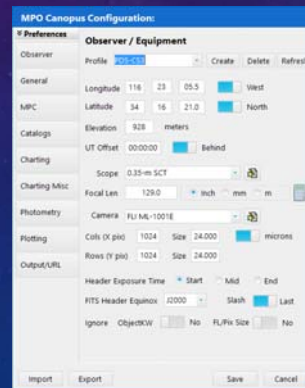 MPO Canopus Configuration:
Preferences
Observer
General
MPC
Catalogs
Charting
Charting Misc
Photometry
Plotting
Output/URL
Import
Export
Observer / Equipment
Profile PDS-CS3 Create Delete Refresh
Longitude 116 23 05.5 West
Latitude 34 16 21.0 North
Elevation 928 meters
UT Offset 00:00:00 Behind
Scope 0.35-m SCT
Focal Len 129.0 Inch mm m
Camera FLI ML-1001E
Cols (X pix) 1024 Size 24.000 microns
Rows (Y pix) 1024 Size 24.000
Header Exposure Time Start Mid End
FITS Header Equinox J2000 Slash Last
Ignore ObjectKW No FL/Pix Size No
Save Cancel